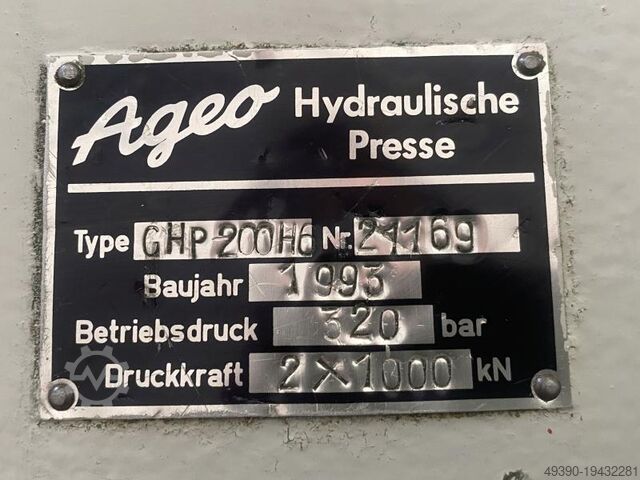 Ageo Hydraulische
Presse
Type GHP-200H6 Nr. 21169
Baujahr 1993
Betriebsdruck 320 bar
Druckkraft 2×1000 kN
49390-19432281